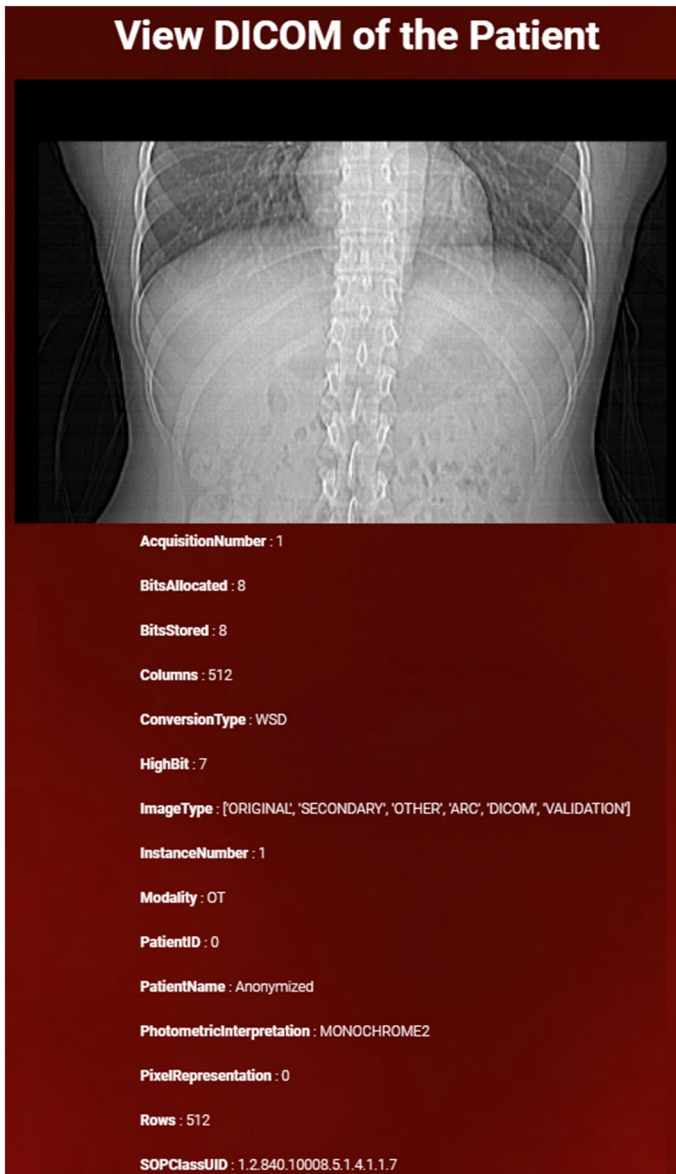 View DICOM of the Patient
AcquisitionNumber : 1
BitsAllocated : 8
BitsStored : 8
Columns : 512
ConversionType : WSD
HighBit : 7
ImageType : ['ORIGINAL', 'SECONDARY', 'OTHER', 'ARC', 'DICOM', 'VALIDATION']
InstanceNumber : 1
Modality : OT
PatientID : 0
PatientName : Anonymized
PhotometricInterpretation : MONOCHROME2
PixelRepresentation : 0
Rows : 512
SOPClassUID : 1.2.840.10008.5.1.4.1.1.7